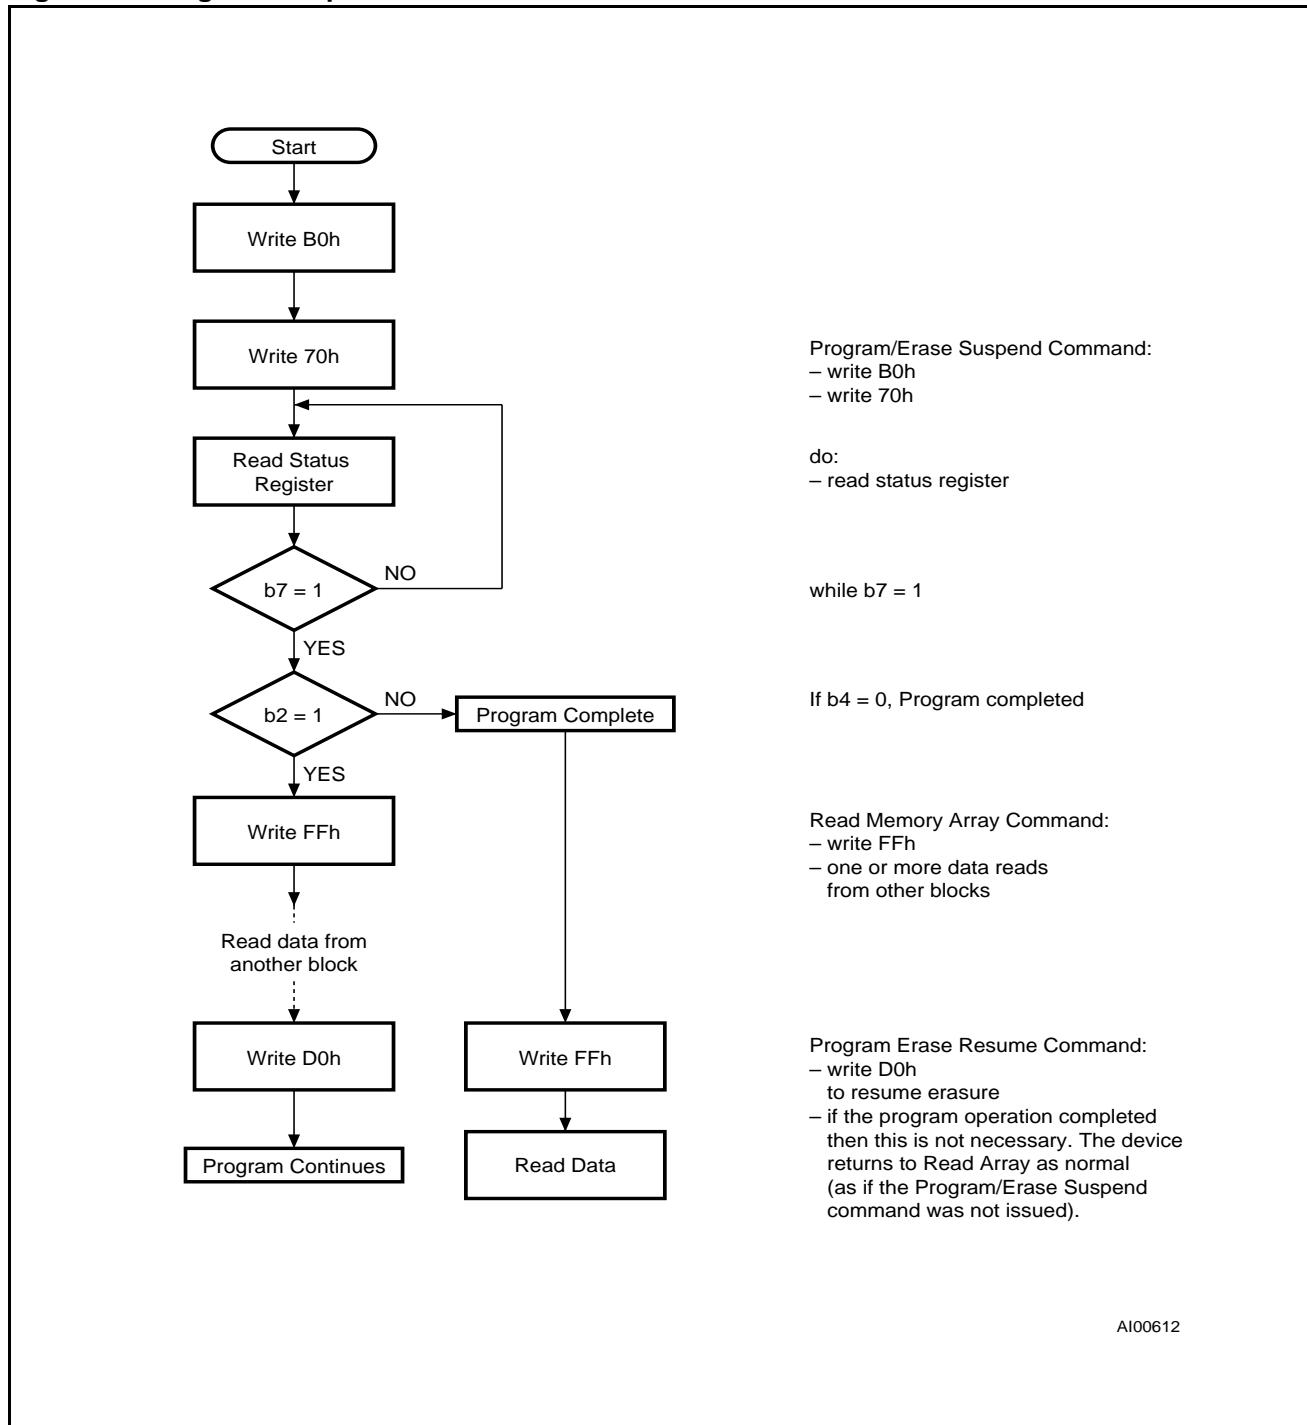 Start
Write B0h
Write 70h
Read Status
Register
b7 = 1
NO
YES
b2 = 1
NO
Program Complete
YES
Write FFh
Read data from
another block
Write D0h
Program Continues
Write FFh
Read Data
Program/Erase Suspend Command:
– write B0h
– write 70h
do:
– read status register
while b7 = 1
If b4 = 0, Program completed
Read Memory Array Command:
– write FFh
– one or more data reads
from other blocks
Program Erase Resume Command:
– write D0h
to resume erasure
– if the program operation completed
then this is not necessary. The device
returns to Read Array as normal
(as if the Program/Erase Suspend
command was not issued).
AI00612